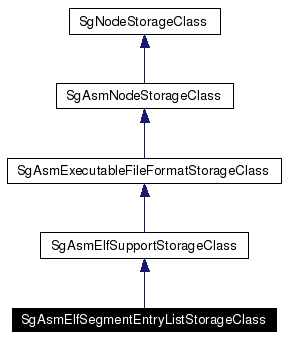 SgNodeStorageClass
SgAsmNodeStorageClass
SgAsmExecutableFileFormatStorageClass
SgAsmElfSupportStorageClass
SgAsmElfSegmentEntryListStorageClass